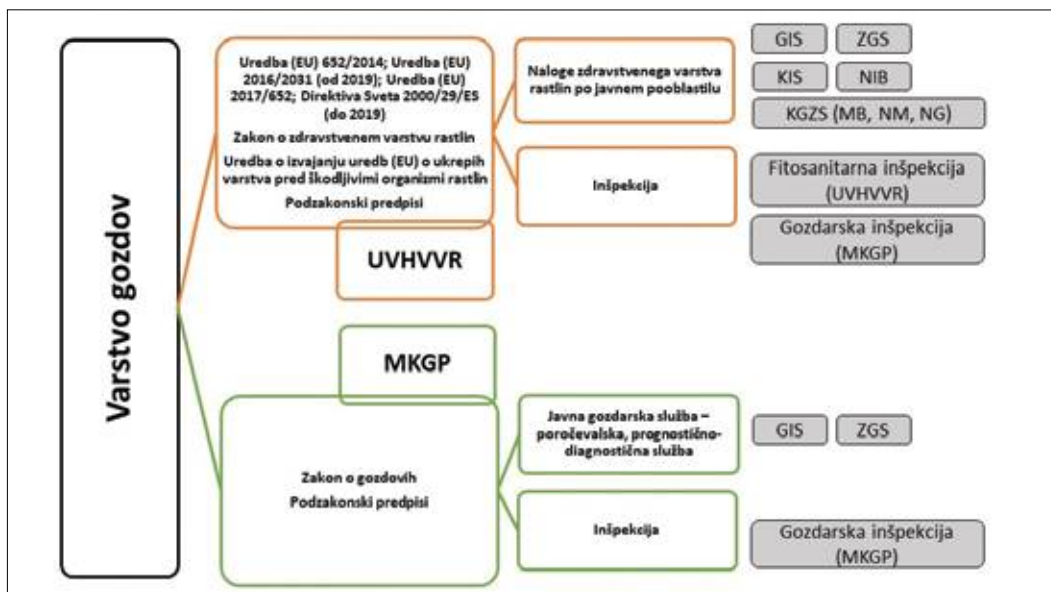 Varstvo gozdov
Uredba (EU) 652/2014; Uredba (EU)
2016/2031 (od 2019); Uredba (EU)
2017/652; Direktiva Sveta 2000/29/ES
(do 2019)
Zakon o zdravstvenem varstvu rastlin
Uredba o izvajanju uredb (EU) o ukrepih
varstva pred škodljivimi organizmi rastlin
Podzakonski predpisi
UVHVVR
Naloge zdravstvenega varstva
rastlin po javnem pooblastilu
GIS
ZGS
KIS
NIB
KGZS (MB, NM, NG)
Inšpekcija
Fitosanitarna inšpekcija
(UVHVVR)
Gozdarska inšpekcija
(MKGP)
MKGP
Zakon o gozdovih
Podzakonski predpisi
Javna gozdarska služba –
poročevalska, prognostično-
diagnostična služba
GIS
ZGS
Inšpekcija
Gozdarska inšpekcija
(MKGP)